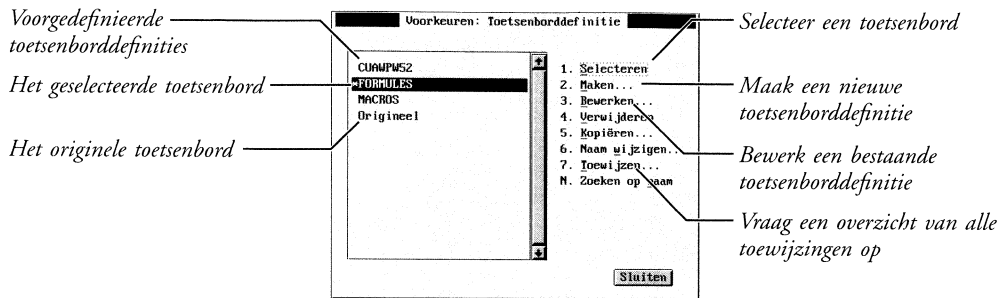 Voorgedefinieerde
toetsenborddefinities
Het geselecteerde toetsenbord
Het originele toetsenbord
Voorkeuren: Toetsenborddefinitie
CUAWPW52
*FORMULES
MACROS
Origineel
1. Selecteren
2. Maken...
3. Bewerken...
4. Verwijderen
5. Kopiëren...
6. Naam wijzigen...
7. Toewijzen...
N. Zoeken op naam
Sluiten
Selecteer een toetsenbord
Maak een nieuwe
toetsenborddefinitie
Bewerk een bestaande
toetsenborddefinitie
Vraag een overzicht van alle
toewijzingen op